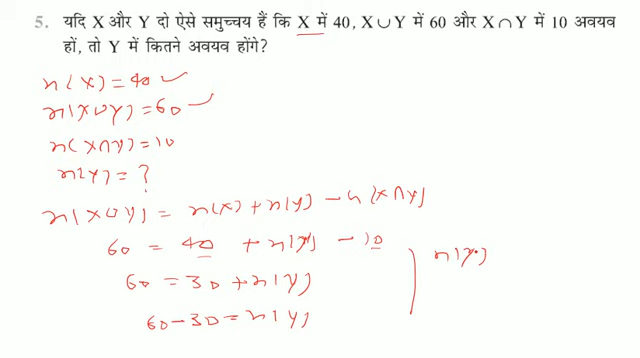 5. यदि X और Y दो ऐसे समुच्चय हैं कि X में 40, X ∪ Y में 60 और X ∩ Y में 10 अवयव
हों, तो Y में कितने अवयव होंगे?
n(X) = 40 ✓
n(X∪Y) = 60 ✓
n(X∩Y) = 10
n(Y) = ?
n(X∪Y) = n(X) + n(Y) - n(X∩Y)
60 = 40 + n(Y) - 10
60 = 30 + n(Y)
60 - 30 = n(Y)
n(Y)